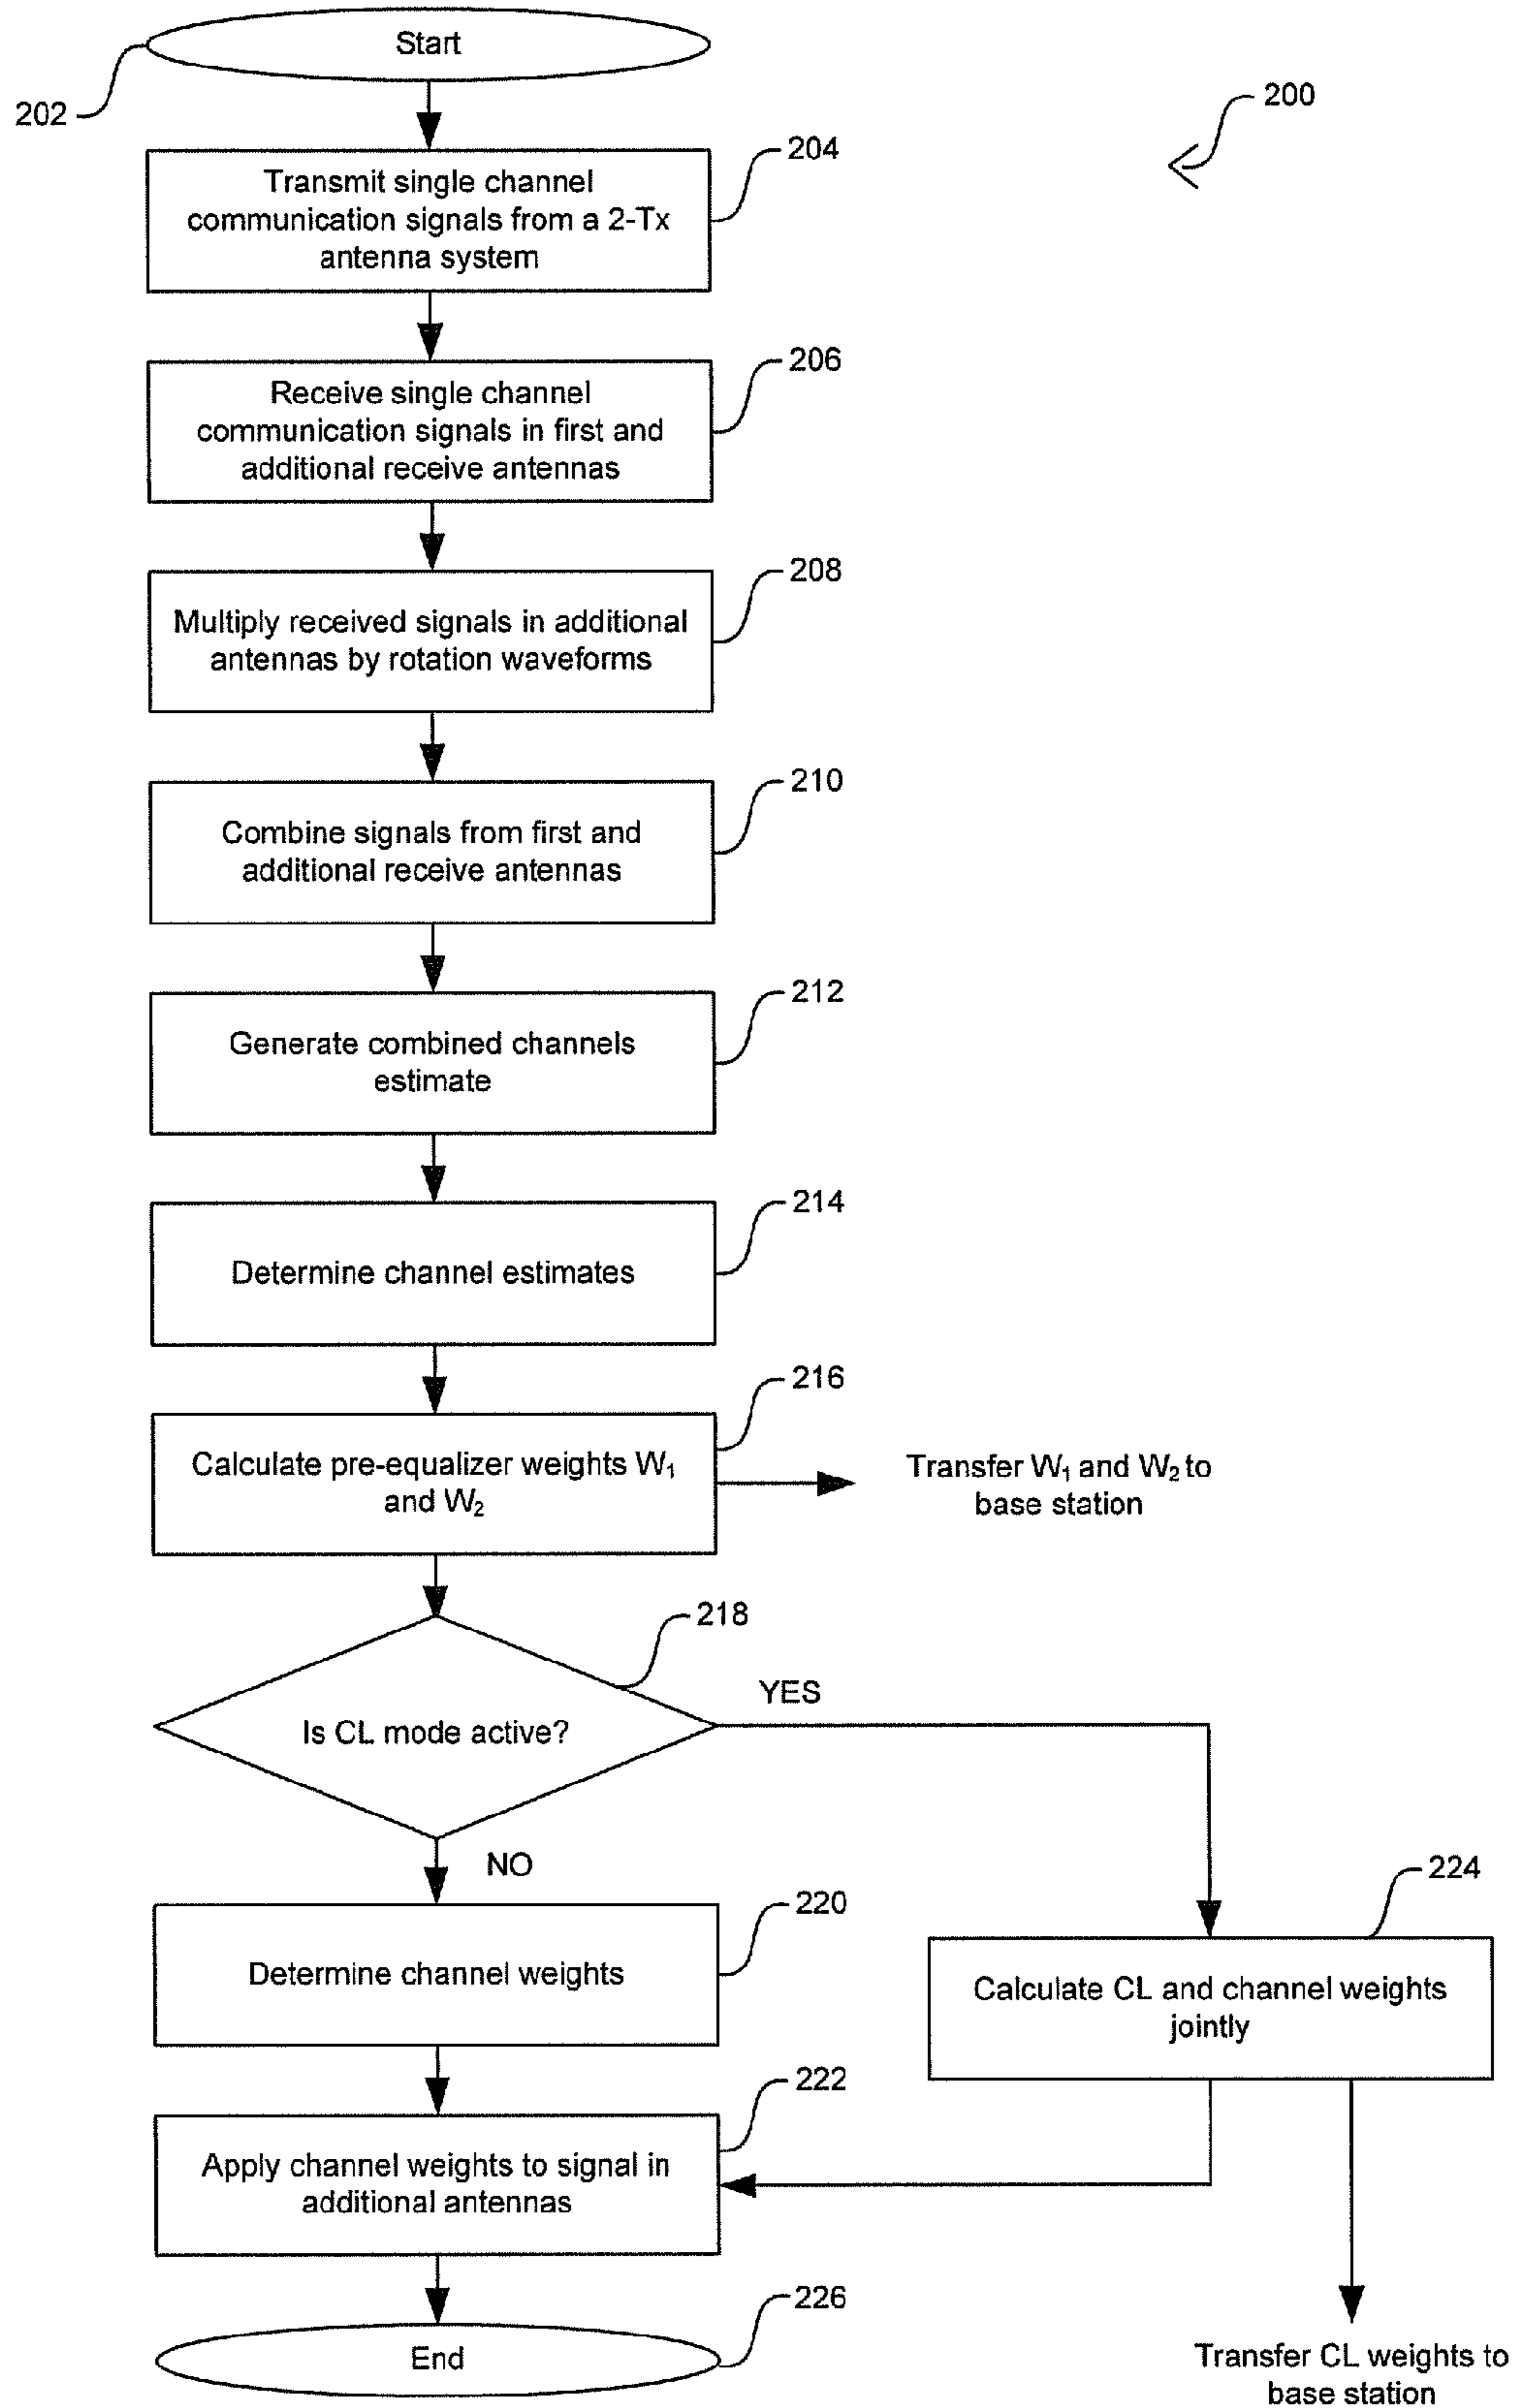 Start
202
200
204
Transmit single channel
communication signals from a 2-Tx
antenna system
206
Receive single channel
communication signals in first and
additional receive antennas
208
Multiply received signals in additional
antennas by rotation waveforms
210
Combine signals from first and
additional receive antennas
212
Generate combined channels
estimate
214
Determine channel estimates
216
Calculate pre-equalizer weights W₁
and W₂
Transfer W₁ and W₂ to
base station
218
YES
Is CL mode active?
NO
220
Determine channel weights
224
Calculate CL and channel weights
jointly
222
Apply channel weights to signal in
additional antennas
226
End
Transfer CL weights to
base station